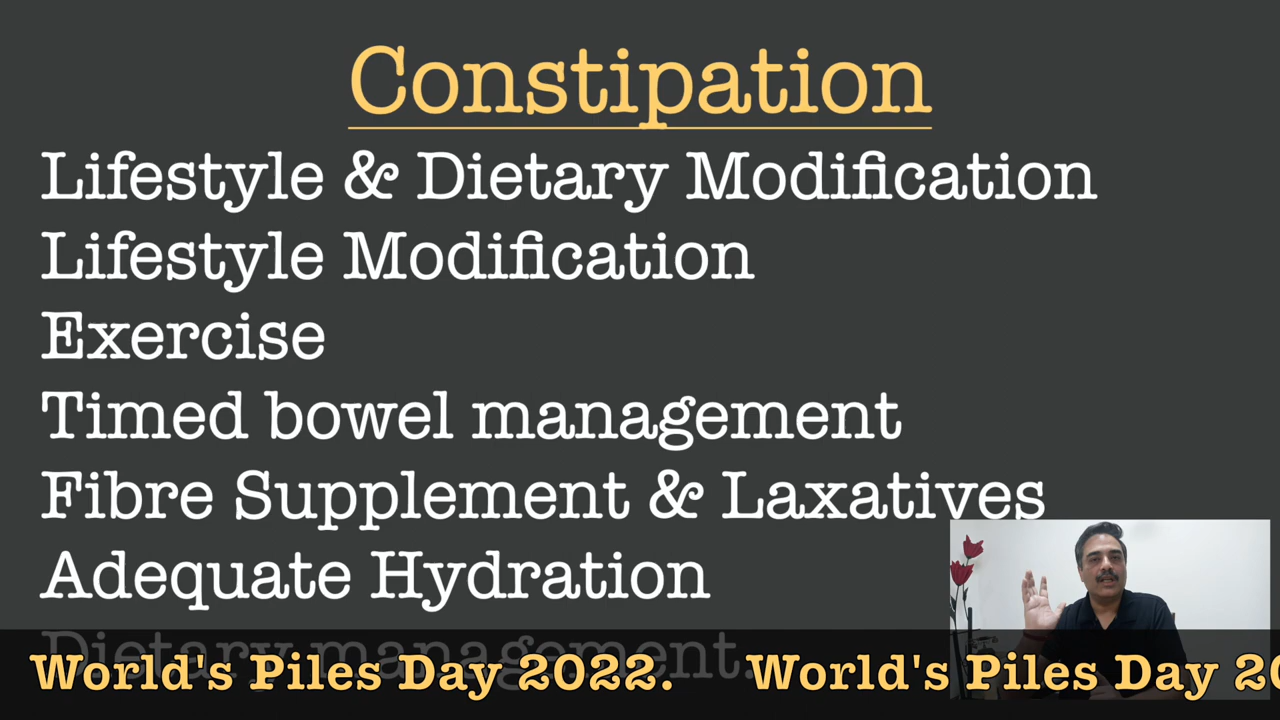 Constipation
Lifestyle & Dietary Modification
Lifestyle Modification
Exercise
Timed bowel management
Fibre Supplement & Laxatives
Adequate Hydration
Dietary management.
World's Piles Day 2022. World's Piles Day 20